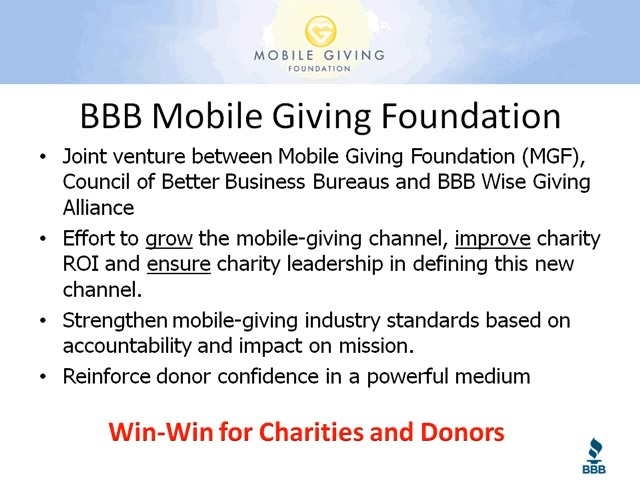 MOBILE GIVING
FOUNDATION
BBB Mobile Giving Foundation
• Joint venture between Mobile Giving Foundation (MGF),
Council of Better Business Bureaus and BBB Wise Giving
Alliance
• Effort to grow the mobile-giving channel, improve charity
ROI and ensure charity leadership in defining this new
channel.
• Strengthen mobile-giving industry standards based on
accountability and impact on mission.
• Reinforce donor confidence in a powerful medium
Win-Win for Charities and Donors
BBB